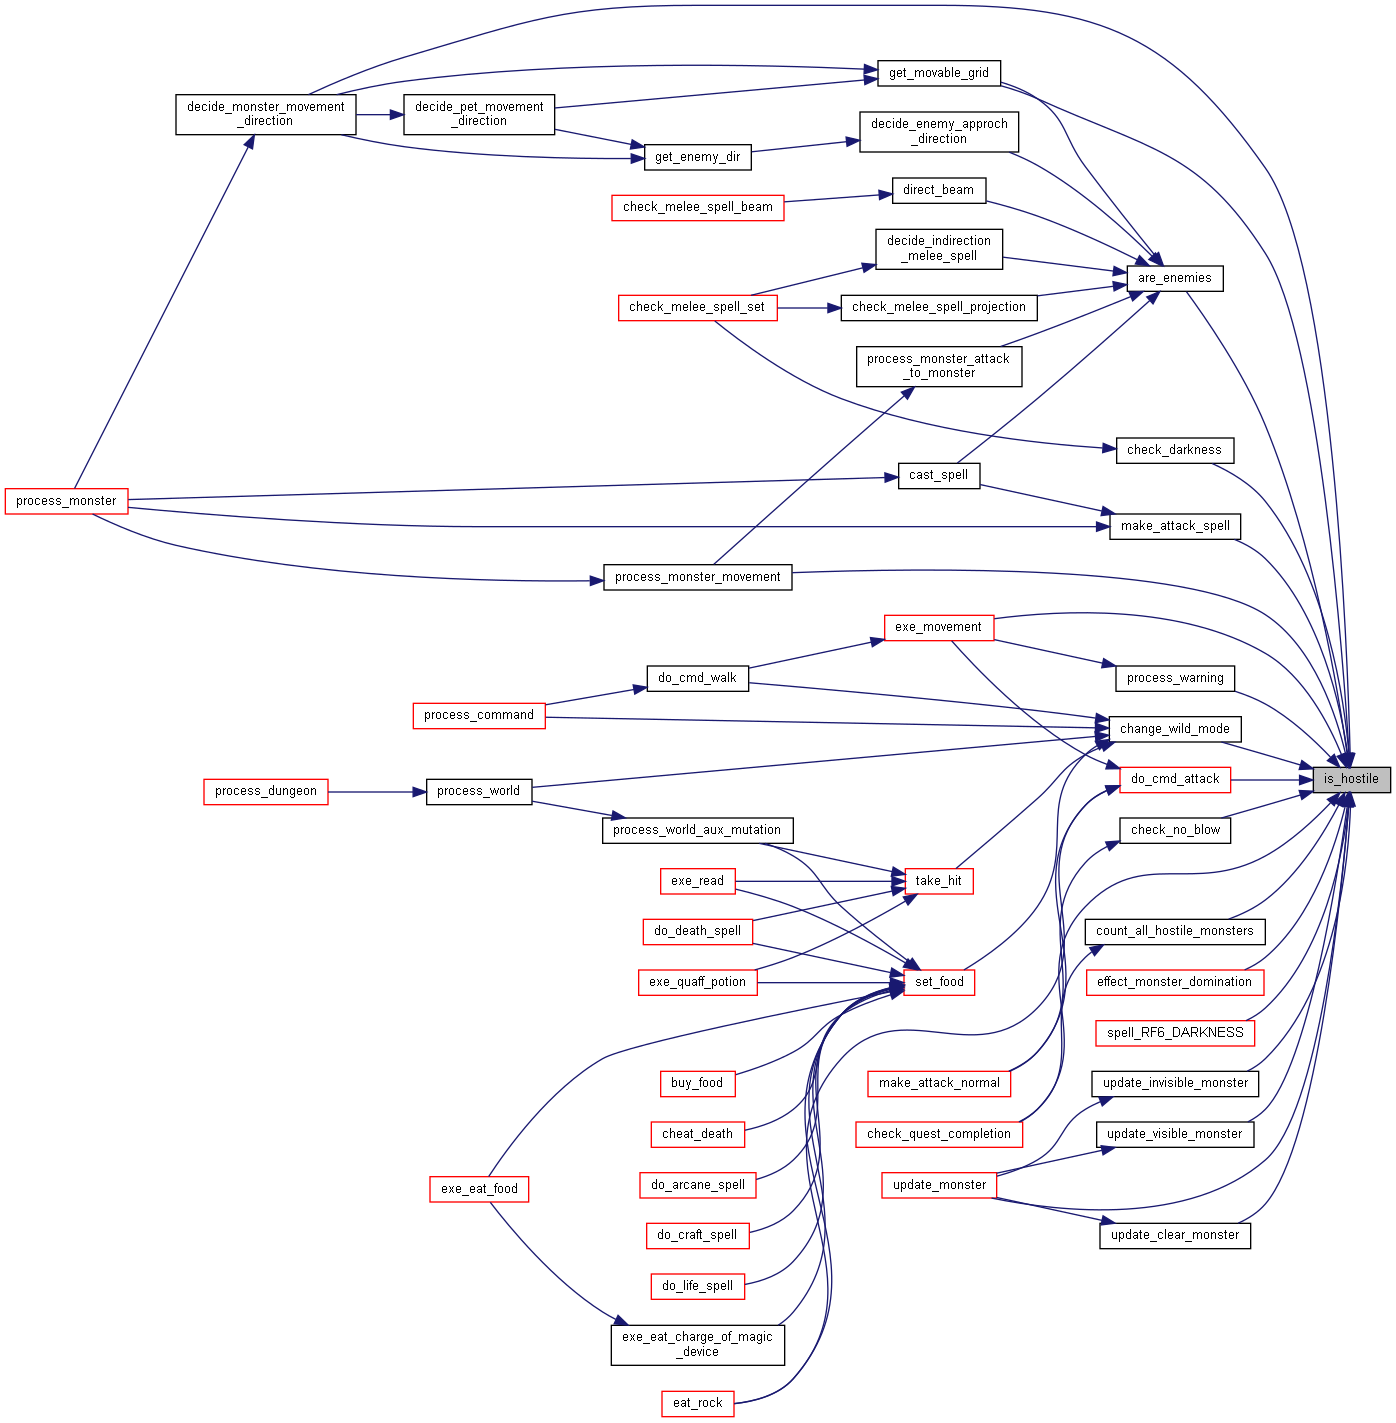 get_movable_grid
decide_monster_movement
_direction
decide_pet_movement
_direction
decide_enemy_approch
_direction
get_enemy_dir
direct_beam
check_melee_spell_beam
decide_indirection
_melee_spell
are_enemies
check_melee_spell_set
check_melee_spell_projection
process_monster_attack
_to_monster
check_darkness
cast_spell
process_monster
make_attack_spell
process_monster_movement
exe_movement
do_cmd_walk
process_warning
process_command
change_wild_mode
is_hostile
process_dungeon
process_world
do_cmd_attack
process_world_aux_mutation
check_no_blow
exe_read
take_hit
do_death_spell
count_all_hostile_monsters
exe_quaff_potion
set_food
effect_monster_domination
spell_RF6_DARKNESS
buy_food
make_attack_normal
update_invisible_monster
cheat_death
check_quest_completion
update_visible_monster
exe_eat_food
do_arcane_spell
update_monster
do_craft_spell
update_clear_monster
do_life_spell
exe_eat_charge_of_magic
_device
eat_rock